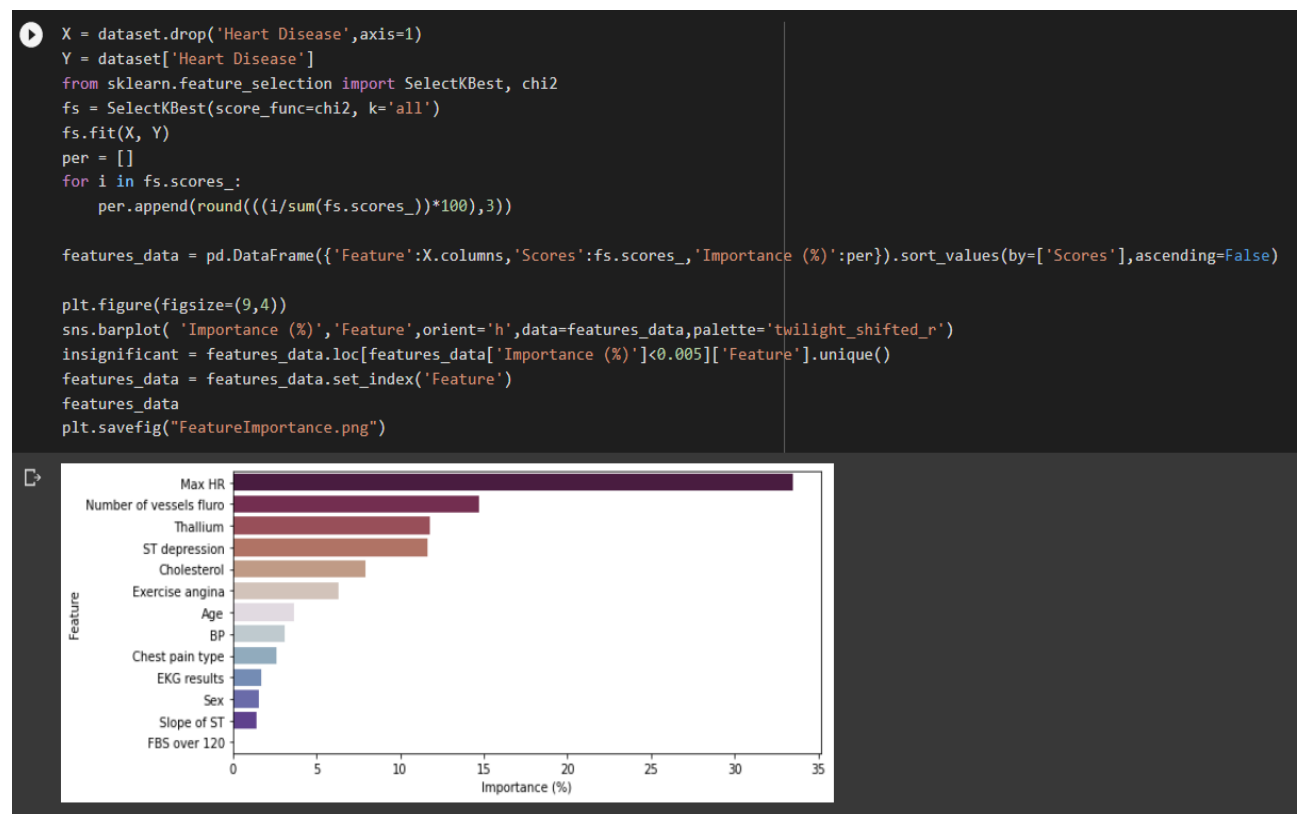 X = dataset.drop('Heart Disease',axis=1)
Y = dataset['Heart Disease']
from sklearn.feature_selection import SelectKBest, chi2
fs = SelectKBest(score_func=chi2, k='all')
fs.fit(X, Y)
per = []
for i in fs.scores_:
    per.append(round(((i/sum(fs.scores_))*100),3))
features_data = pd.DataFrame({'Feature':X.columns,'Scores':fs.scores_,'Importance (%)':per}).sort_values(by=['Scores'],ascending=False)
plt.figure(figsize=(9,4))
sns.barplot( 'Importance (%)','Feature',orient='h',data=features_data,palette='twilight_shifted_r')
insignificant = features_data.loc[features_data['Importance (%)']<0.005]['Feature'].unique()
features_data = features_data.set_index('Feature')
features_data
plt.savefig("FeatureImportance.png")
Feature
Max HR
Number of vessels fluro
Thallium
ST depression
Cholesterol
Exercise angina
Age
BP
Chest pain type
EKG results
Sex
Slope of ST
FBS over 120
0 5 10 15 20 25 30 35
Importance (%)